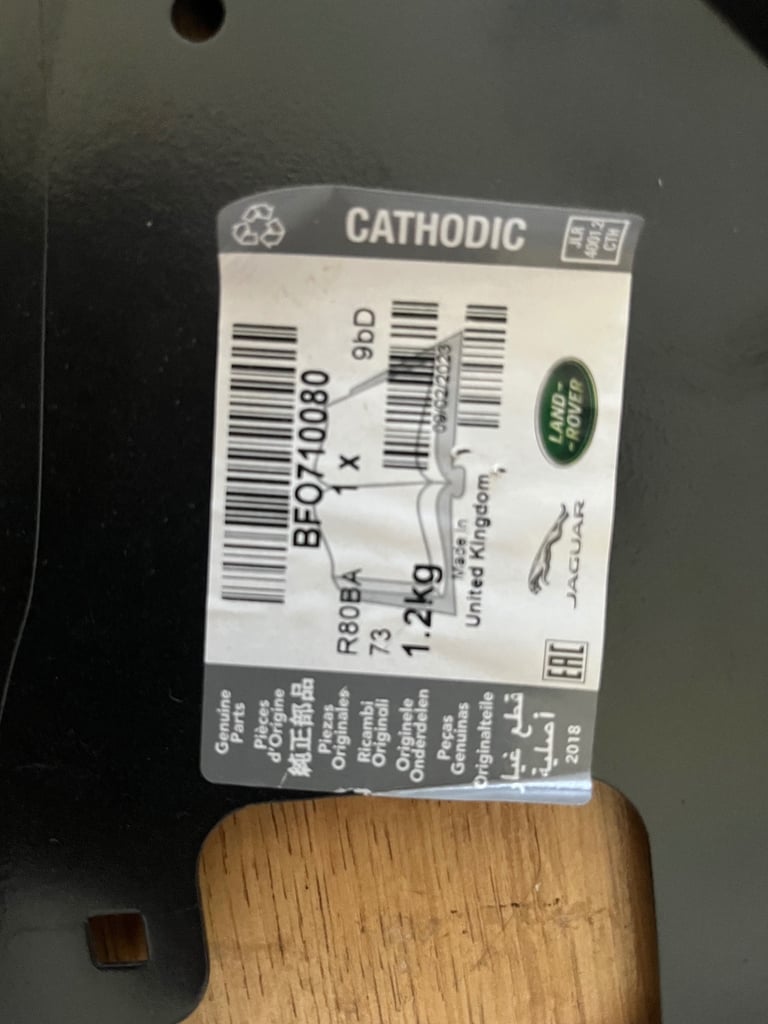 Genuine
Parts
Pièces
d'Origine
純正部品
Piezas
Originales
Ricambi
Originali
Originele
Onderdelen
Peças
Genuinas
Originalteile
قطع غيار
أصلية
2018
BFO710080
R80BA 1 X
73 9bD
1.2kg
09/02/2023
Made in
United Kingdom
EAC
JAGUAR
LAND-
-ROVER
CATHODIC
JLR
4001.2
CTH